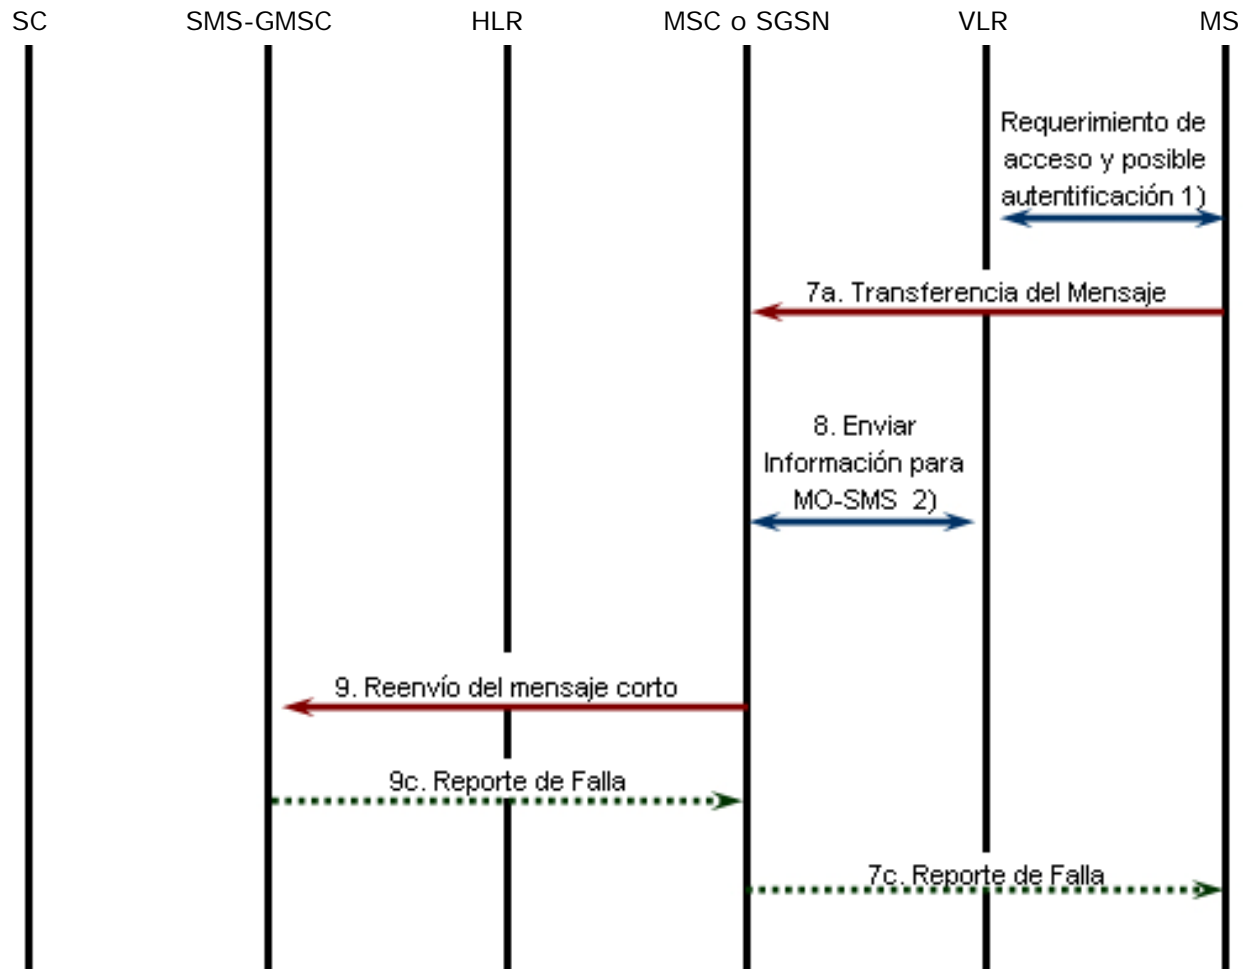 SC SMS-GMSC HLR MSC o SGSN VLR MS
Requerimiento de
acceso y posible
autentificación 1)
7a. Transferencia del Mensaje
8. Enviar
Información para
MO-SMS 2)
9. Reenvío del mensaje corto
9c. Reporte de Falla
7c. Reporte de Falla